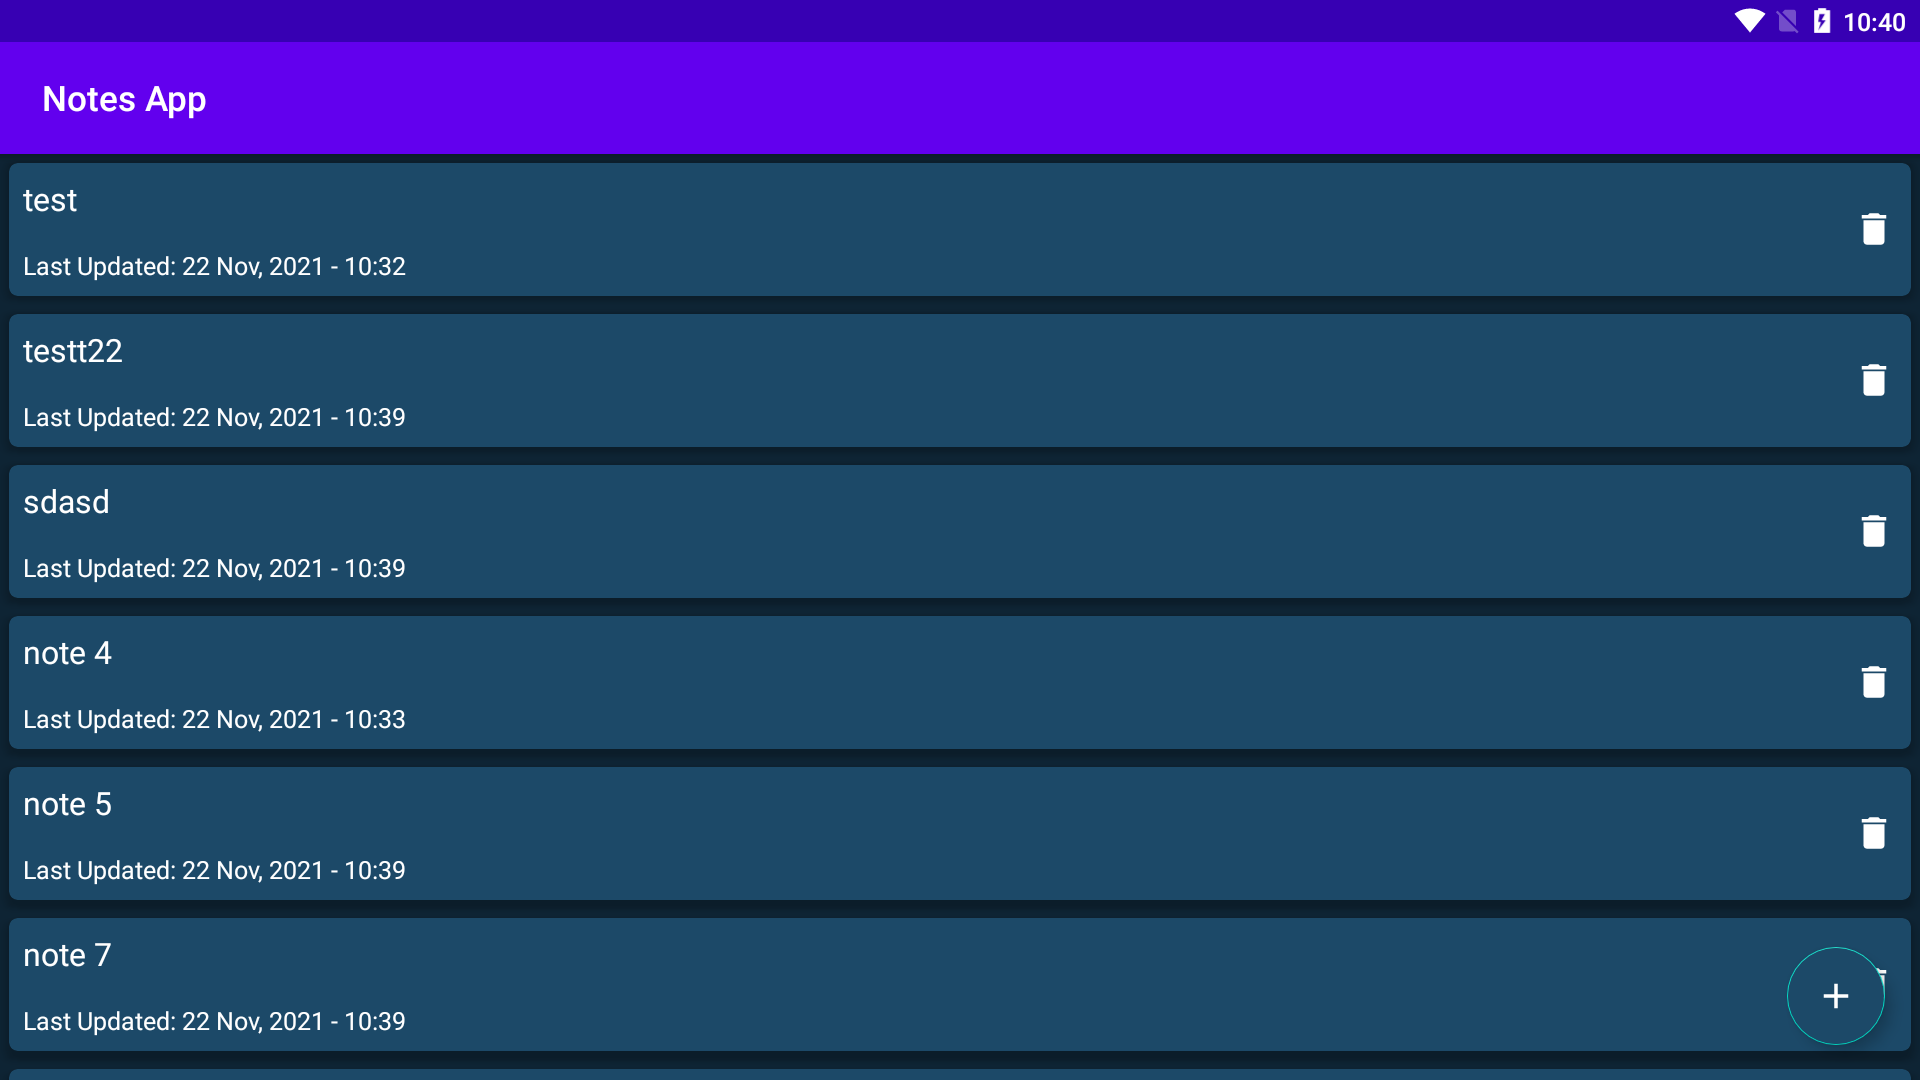 10:40
Notes App
test
Last Updated: 22 Nov, 2021 - 10:32
testt22
Last Updated: 22 Nov, 2021 - 10:39
sdasd
Last Updated: 22 Nov, 2021 - 10:39
note 4
Last Updated: 22 Nov, 2021 - 10:33
note 5
Last Updated: 22 Nov, 2021 - 10:39
note 7
Last Updated: 22 Nov, 2021 - 10:39